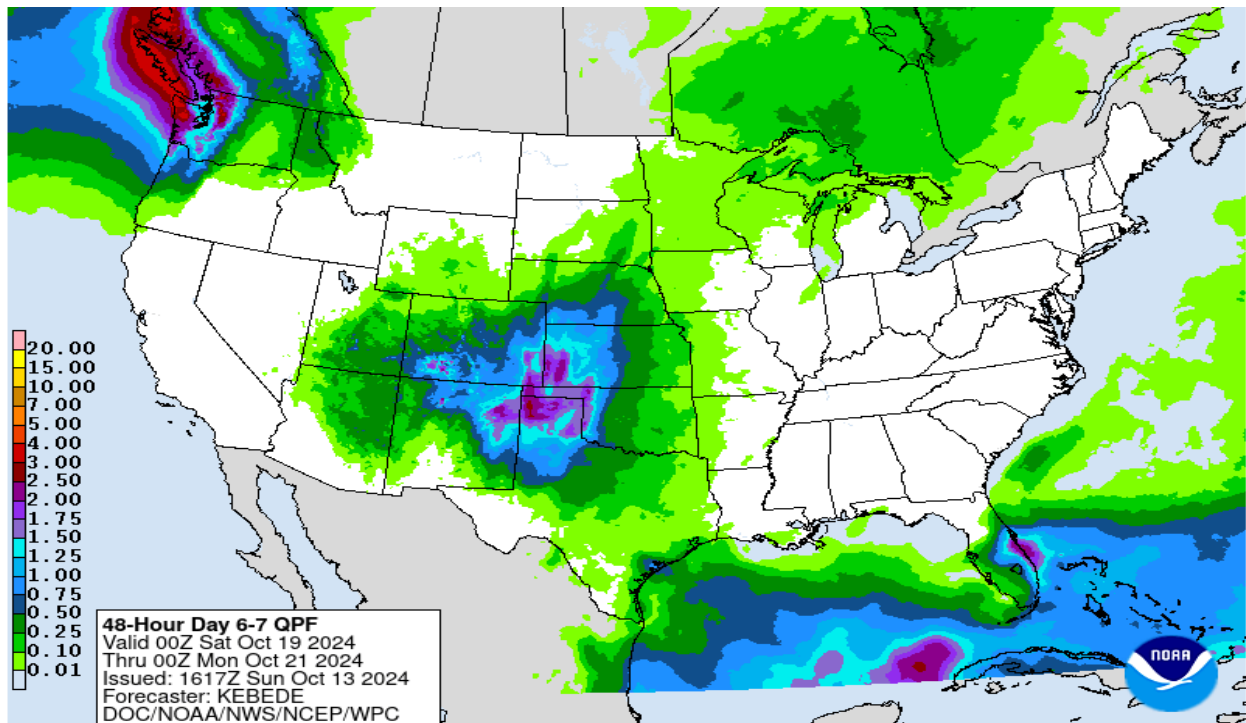 20.00
15.00
10.00
7.00
5.00
4.00
3.00
2.50
2.00
1.75
1.50
1.25
1.00
0.75
0.50
0.25
0.10
0.01
48-Hour Day 6-7 QPF
Valid 00Z Sat Oct 19 2024
Thru 00Z Mon Oct 21 2024
Issued: 1617Z Sun Oct 13 2024
Forecaster: KEBEDE
DOC/NOAA/NWS/NCEP/WPC
NOAA